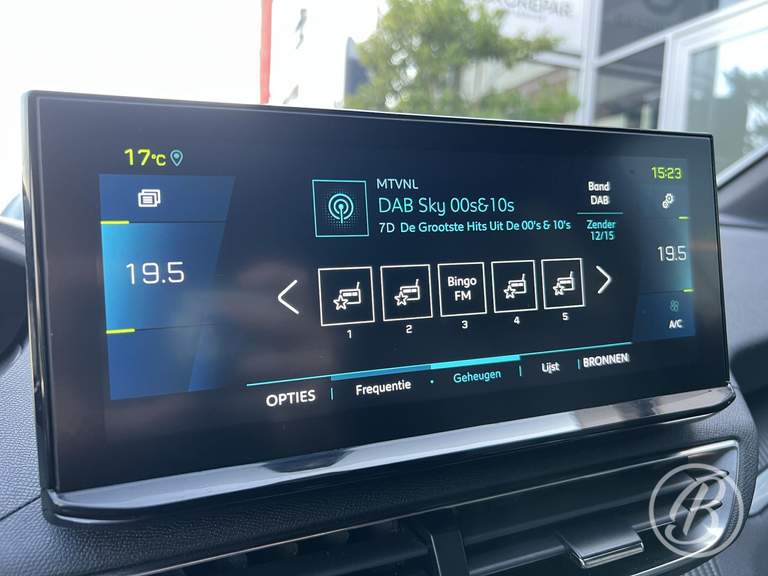 17°C
15:23
MTVNL
DAB Sky 00s&10s
7D De Grootste Hits Uit De 00's & 10's
Band
DAB
Zender
12/15
19.5
19.5
Bingo
FM
1
2
3
4
5
A/C
OPTIES
Frequentie
Geheugen
Lijst
BRONNEN